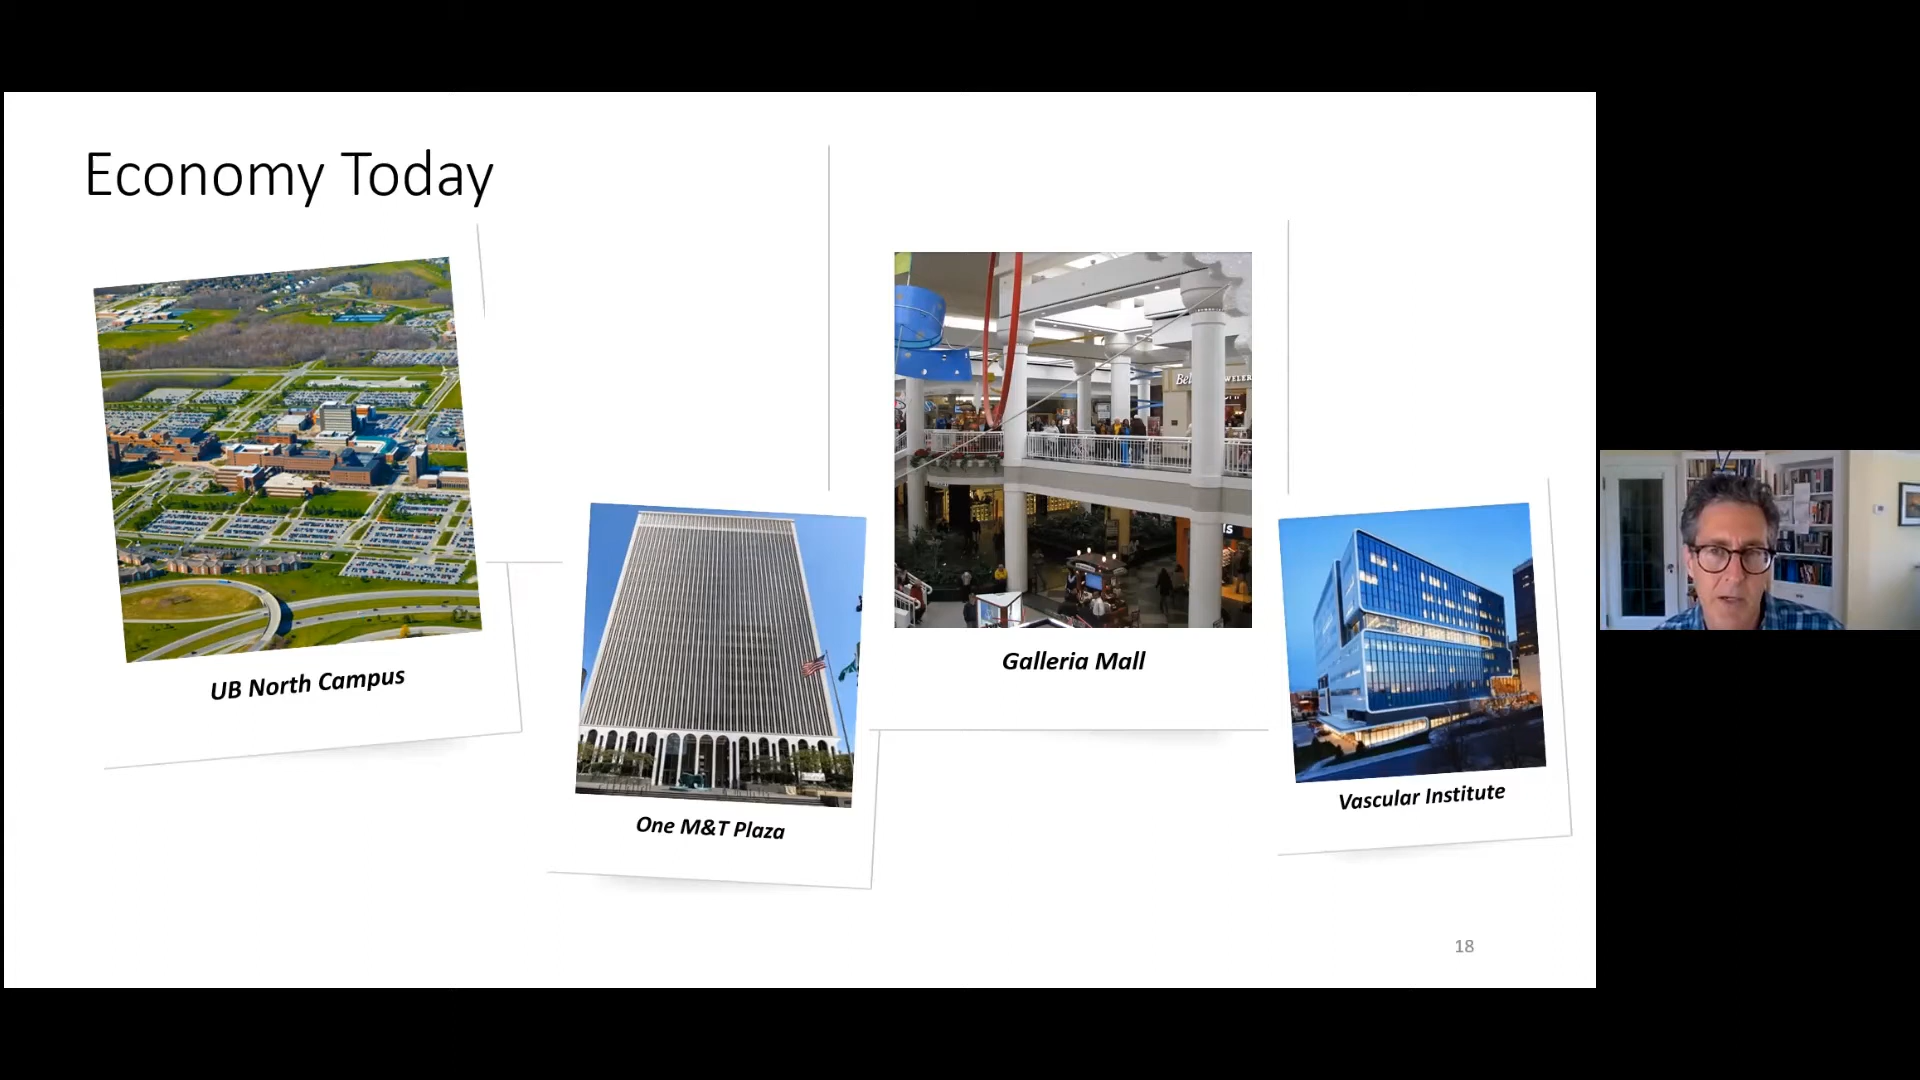 Economy Today
UB North Campus
One M&T Plaza
Galleria Mall
Vascular Institute
18